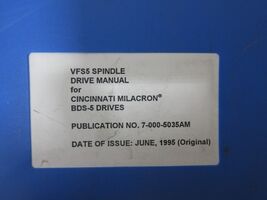 VFS5 SPINDLE
DRIVE MANUAL
for
CINCINNATI MILACRON®
BDS-5 DRIVES
PUBLICATION NO. 7-000-5035AM
DATE OF ISSUE: JUNE, 1995 (Original)